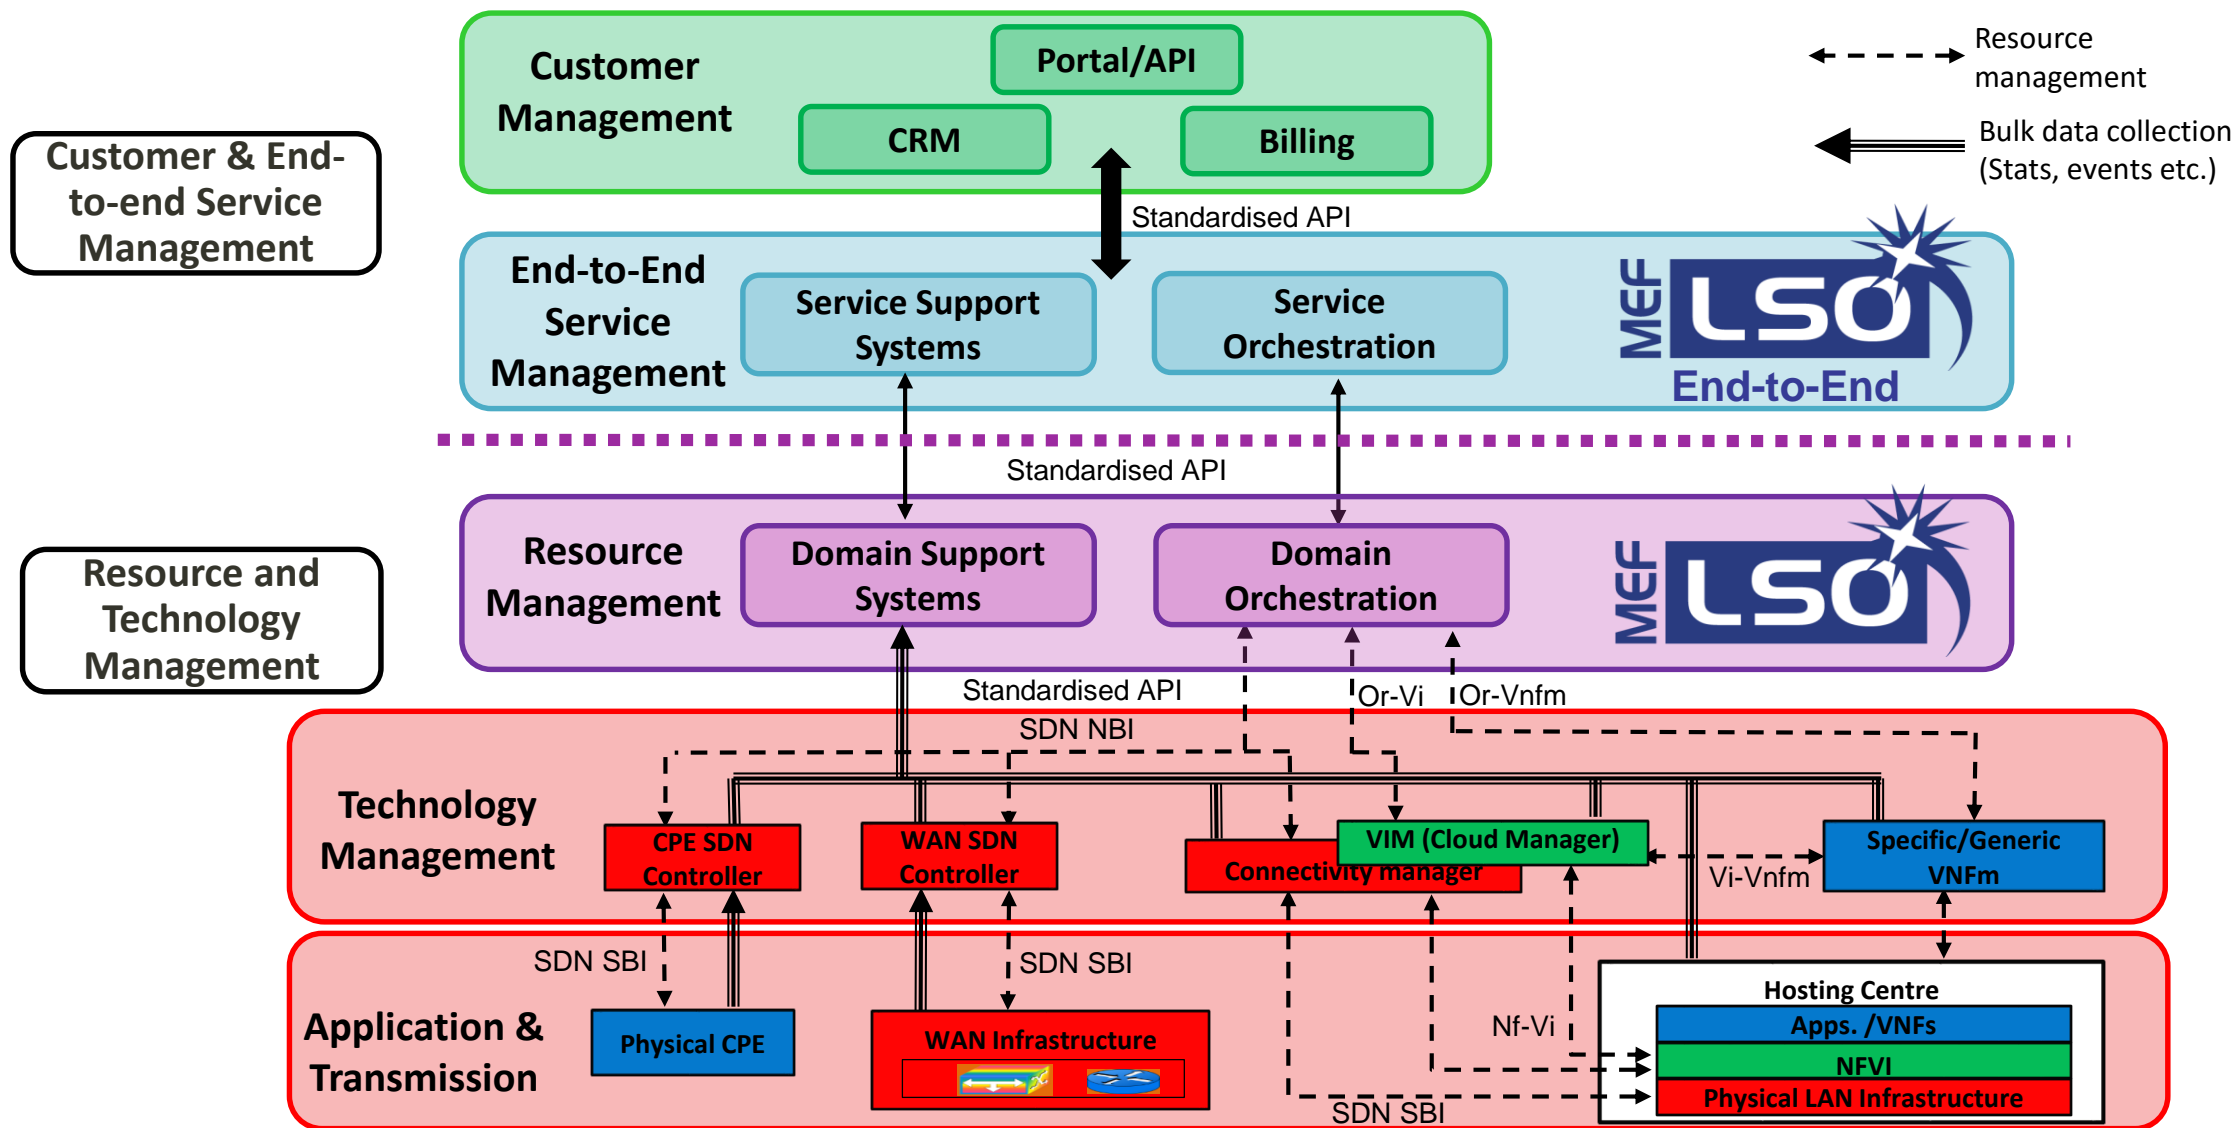 Customer
Management
Portal/API
CRM
Billing
Resource
management
Bulk data collection
(Stats, events etc.)
Customer & End-
to-end Service
Management
Standardised API
End-to-End
Service
Management
Service Support
Systems
Service
Orchestration
MEF
LSO
End-to-End
Standardised API
Resource and
Technology
Management
Resource
Management
Domain Support
Systems
Domain
Orchestration
MEF
LSO
Standardised API
Or-Vi
Or-Vnfm
SDN NBI
Technology
Management
CPE SDN
Controller
WAN SDN
Controller
VIM (Cloud Manager)
Connectivity manager
Vi-Vnfm
Specific/Generic
VNFm
SDN SBI
SDN SBI
Application &
Transmission
Physical CPE
WAN Infrastructure
Nf-Vi
SDN SBI
Hosting Centre
Apps. /VNFs
NFVI
Physical LAN Infrastructure